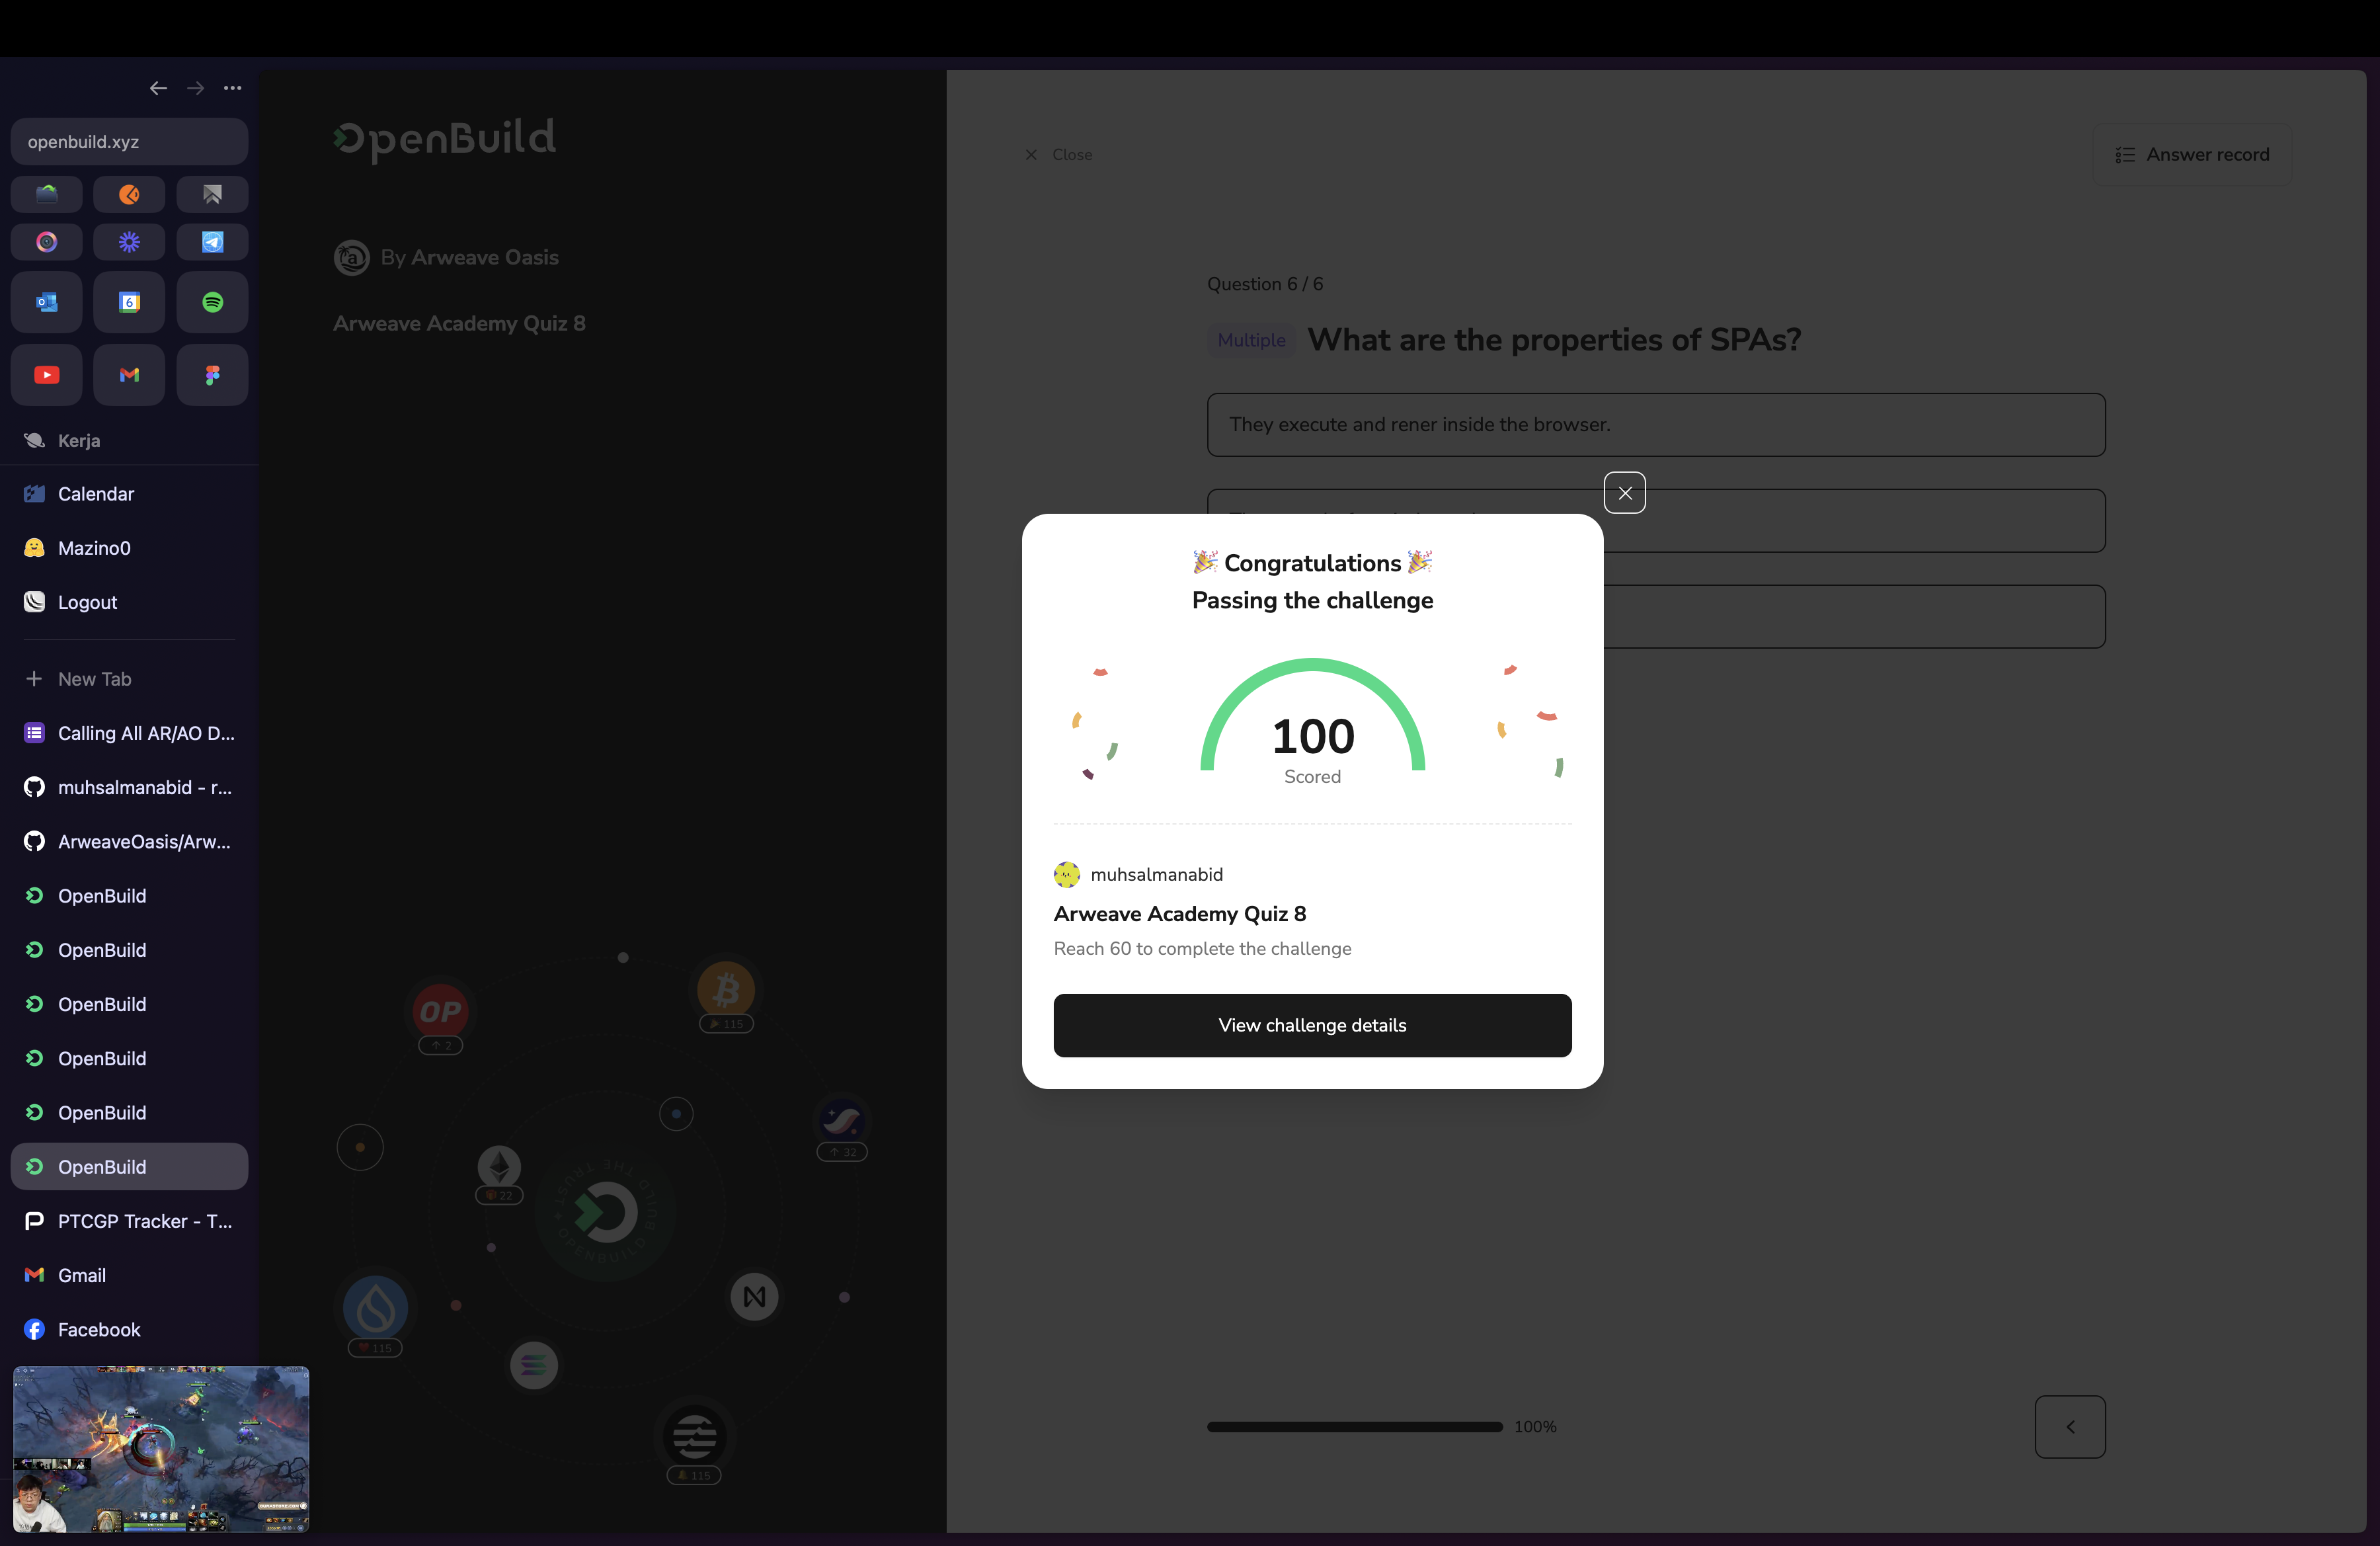 openbuild.xyz
6
Kerja
Calendar
Mazino0
Logout
New Tab
Calling All AR/AO D...
muhsalmanabid - r...
ArweaveOasis/Arw...
OpenBuild
OpenBuild
OpenBuild
OpenBuild
OpenBuild
OpenBuild
PTCGP Tracker - T...
Gmail
Facebook
OpenBuild
By Arweave Oasis
Arweave Academy Quiz 8
OP
2
115
32
22
115
115
Close
Answer record
Question 6 / 6
Multiple What are the properties of SPAs?
They execute and rener inside the browser.
Congratulations
Passing the challenge
100
Scored
muhsalmanabid
Arweave Academy Quiz 8
Reach 60 to complete the challenge
View challenge details
100%